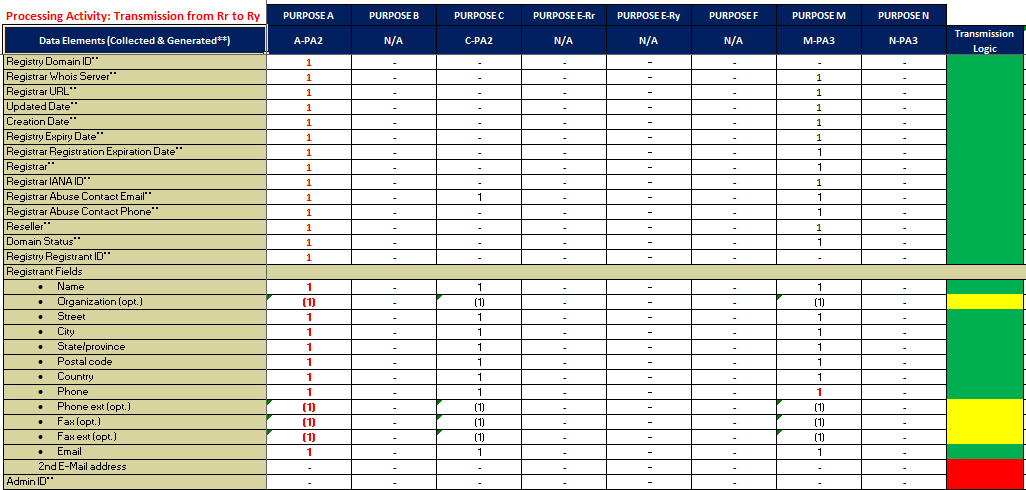 Processing Activity: Transmission from Rr to Ry PURPOSE A PURPOSE B PURPOSE C PURPOSE E-Rr PURPOSE E-Ry PURPOSE F PURPOSE M PURPOSE N
Data Elements (Collected & Generated**) A-PA2 N/A C-PA2 N/A N/A N/A M-PA3 N-PA3 Transmission
Logic
Registry Domain ID** 1 - - - - - - -
Registrar Whois Server** 1 - - - - - 1 -
Registrar URL** 1 - - - - - 1 -
Updated Date** 1 - - - - - 1 -
Creation Date** 1 - - - - - 1 -
Registry Expiry Date** 1 - - - - - 1 -
Registrar Registration Expiration Date** 1 - - - - - 1 -
Registrar** 1 - - - - - 1 -
Registrar IANA ID** 1 - - - - - 1 -
Registrar Abuse Contact Email** 1 - 1 - - - 1 -
Registrar Abuse Contact Phone** 1 - - - - - 1 -
Reseller** 1 - - - - - 1 -
Domain Status** 1 - - - - - 1 -
Registry Registrant ID** 1 - - - - - - -
Registrant Fields
• Name 1 - 1 - - - 1 -
• Organization (opt.) (1) - (1) - - - (1) -
• Street 1 - 1 - - - 1 -
• City 1 - 1 - - - 1 -
• State/province 1 - 1 - - - 1 -
• Postal code 1 - 1 - - - 1 -
• Country 1 - 1 - - - 1 -
• Phone 1 - 1 - - - 1 -
• Phone ext (opt.) (1) - (1) - - - (1) -
• Fax (opt.) (1) - (1) - - - (1) -
• Fax ext (opt.) (1) - (1) - - - (1) -
• Email 1 - 1 - - - 1 -
2nd E-Mail address - - - - - - - -
Admin ID** - - - - - - - -